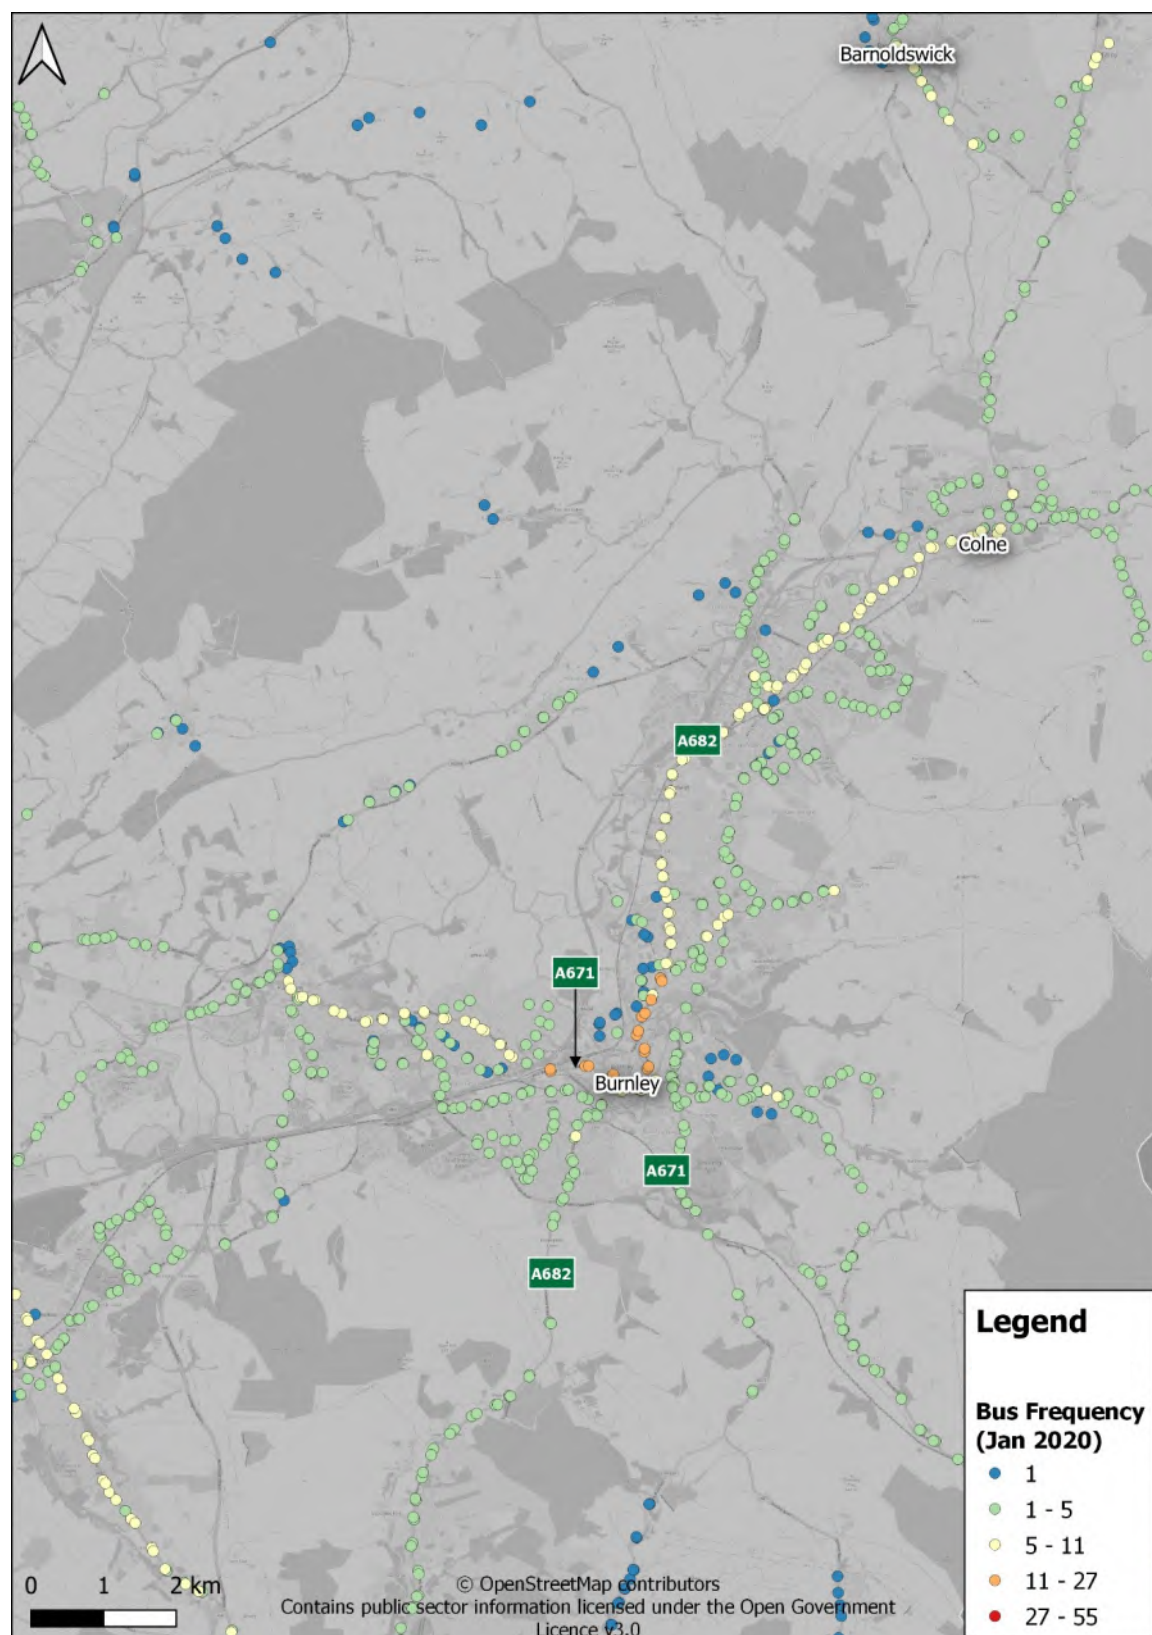 Barnoldswick
Colne
A682
A671
Burnley
A671
A682
Legend
Bus Frequency
(Jan 2020)
1
1 - 5
5 - 11
11 - 27
27 - 55
0 1 2 km
© OpenStreetMap contributors
Contains public sector information licensed under the Open Government
Licence v3.0